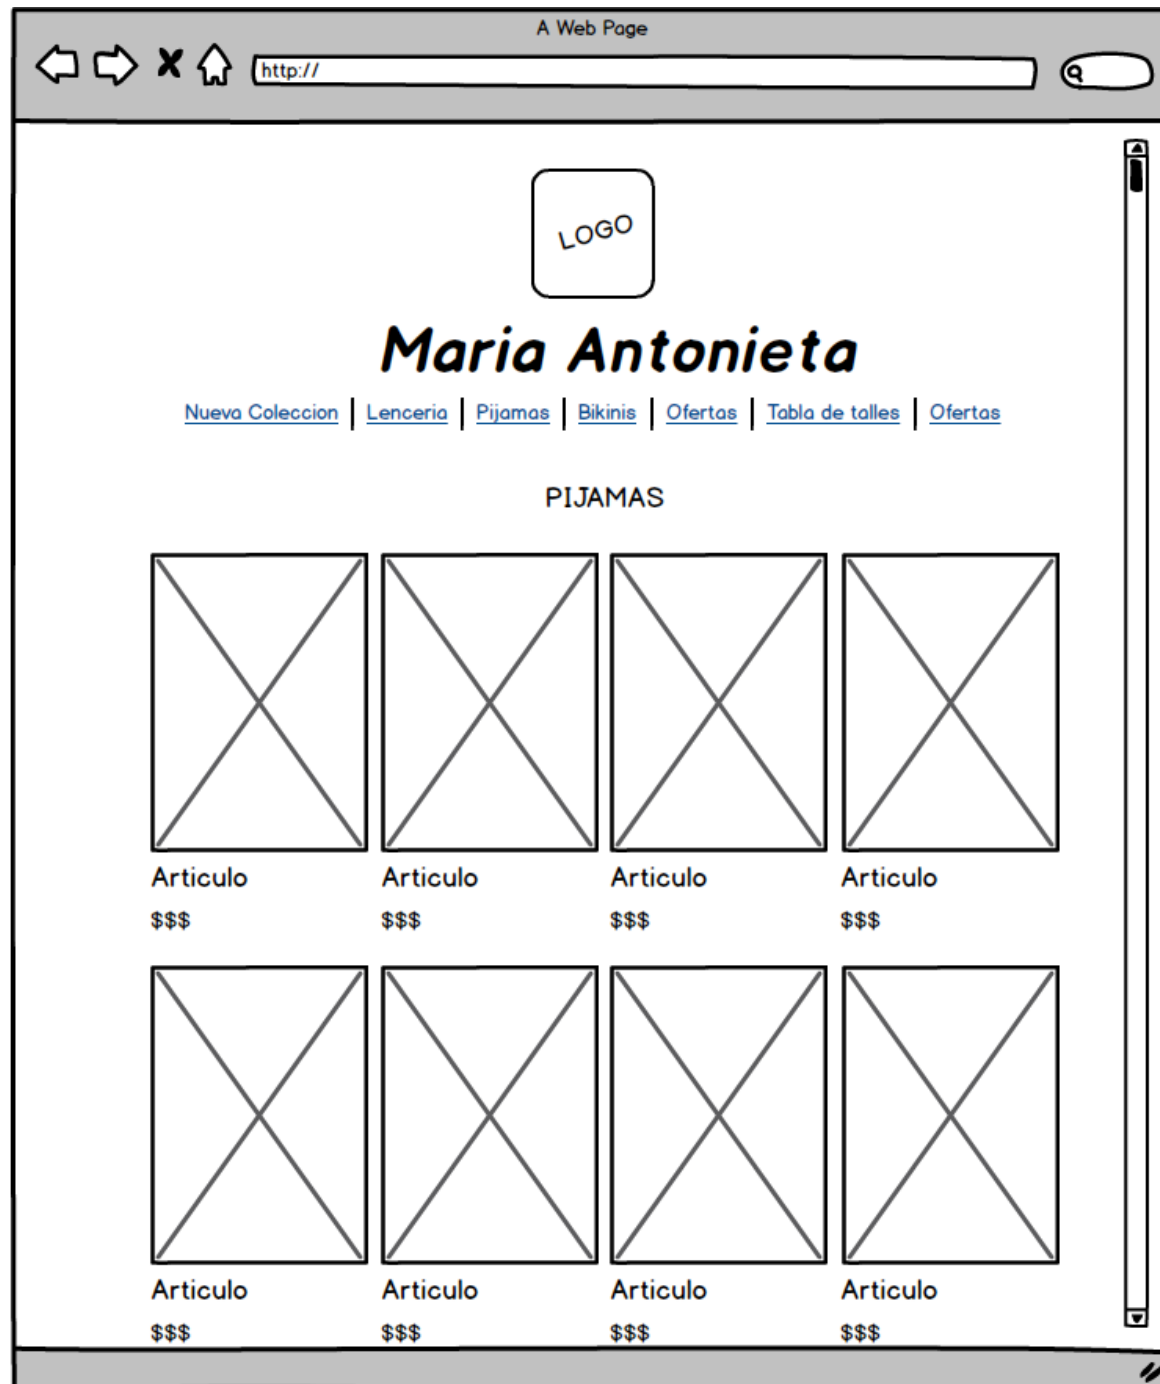 A Web Page
http://
LOGO
Maria Antonieta
Nueva Coleccion | Lenceria | Pijamas | Bikinis | Ofertas | Tabla de talles | Ofertas
PIJAMAS
Articulo Articulo Articulo Articulo
$$$ $$$ $$$ $$$
Articulo Articulo Articulo Articulo
$$$ $$$ $$$ $$$